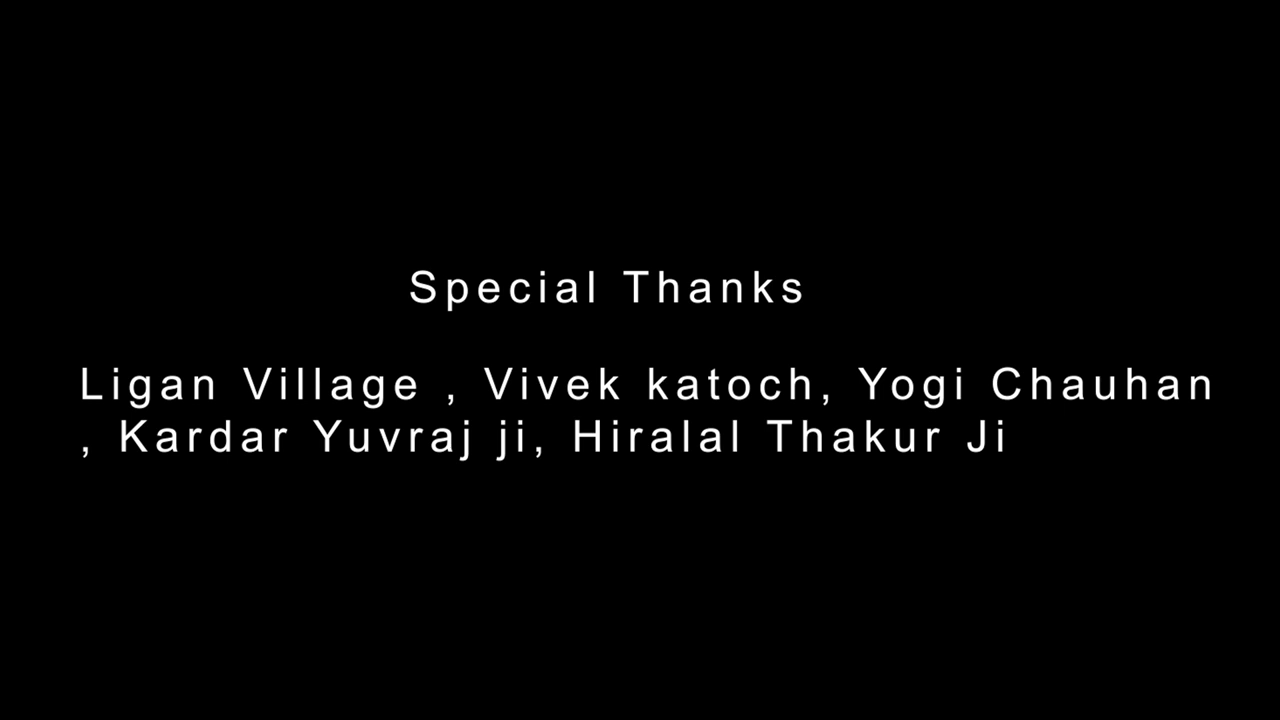 Special Thanks
Ligan Village , Vivek katoch, Yogi Chauhan
, Kardar Yuvraj ji, Hiralal Thakur Ji